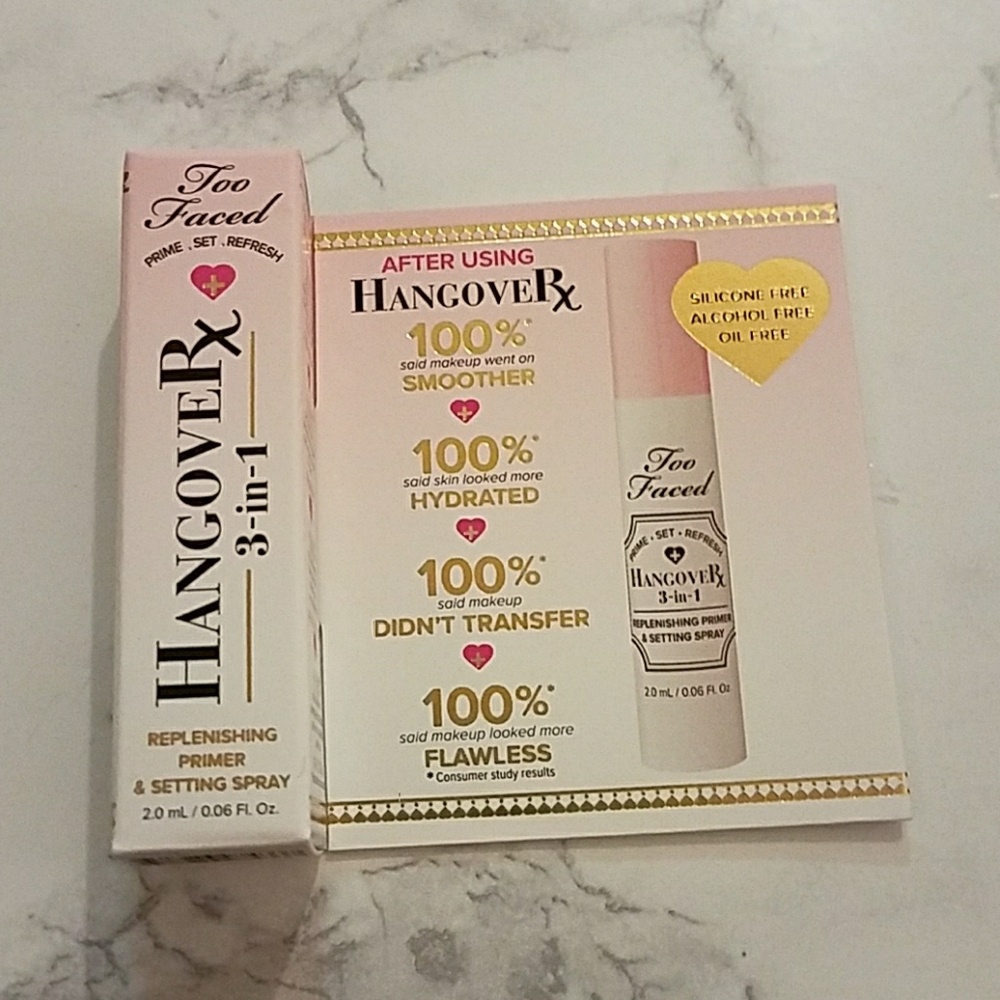 Too
Faced
PRIME . SET . REFRESH
HANGOVERx
3-in-1
REPLENISHING
PRIMER
& SETTING SPRAY
2.0 mL / 0.06 Fl. Oz.
AFTER USING
HANGOVERx
100%*
said makeup went on
SMOOTHER
100%*
said skin looked more
HYDRATED
100%*
said makeup
DIDN'T TRANSFER
100%*
said makeup looked more
FLAWLESS
* Consumer study results
SILICONE FREE
ALCOHOL FREE
OIL FREE
Too
Faced
PRIME • SET • REFRESH
HANGOVERx
3-in-1
REPLENISHING PRIMER
& SETTING SPRAY
2.0 mL / 0.06 Fl. Oz